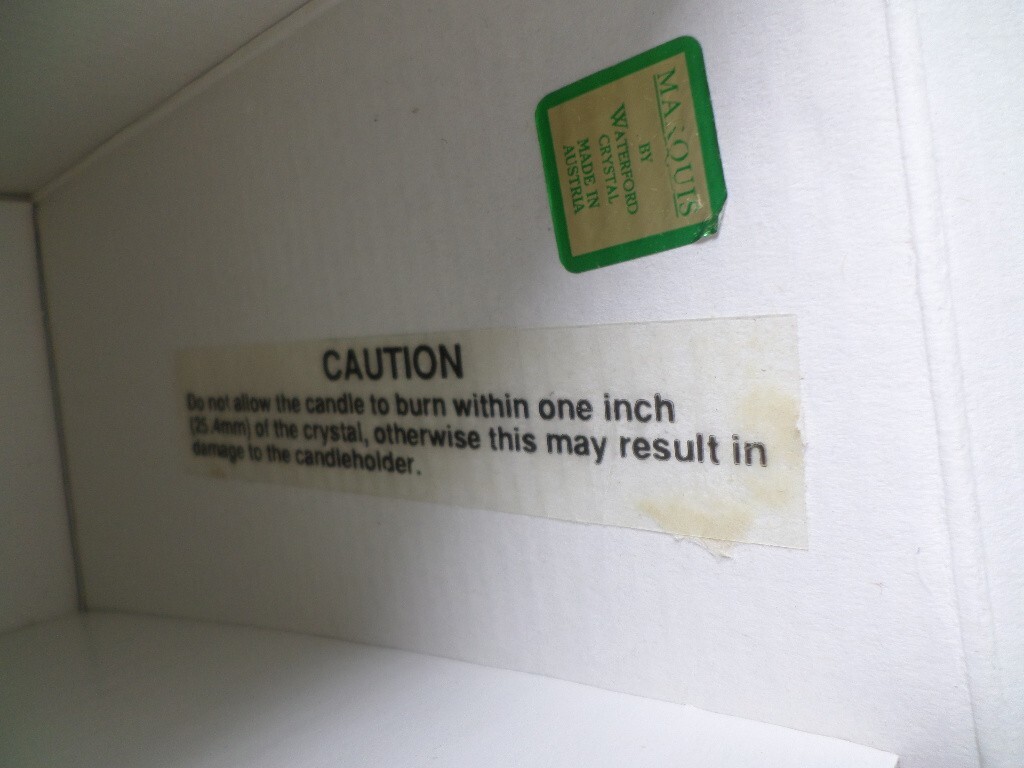 MARQUIS
BY
WATERFORD
CRYSTAL
MADE IN
AUSTRIA
CAUTION
Do not allow the candle to burn within one inch
(25.4mm) of the crystal, otherwise this may result in
damage to the candleholder.